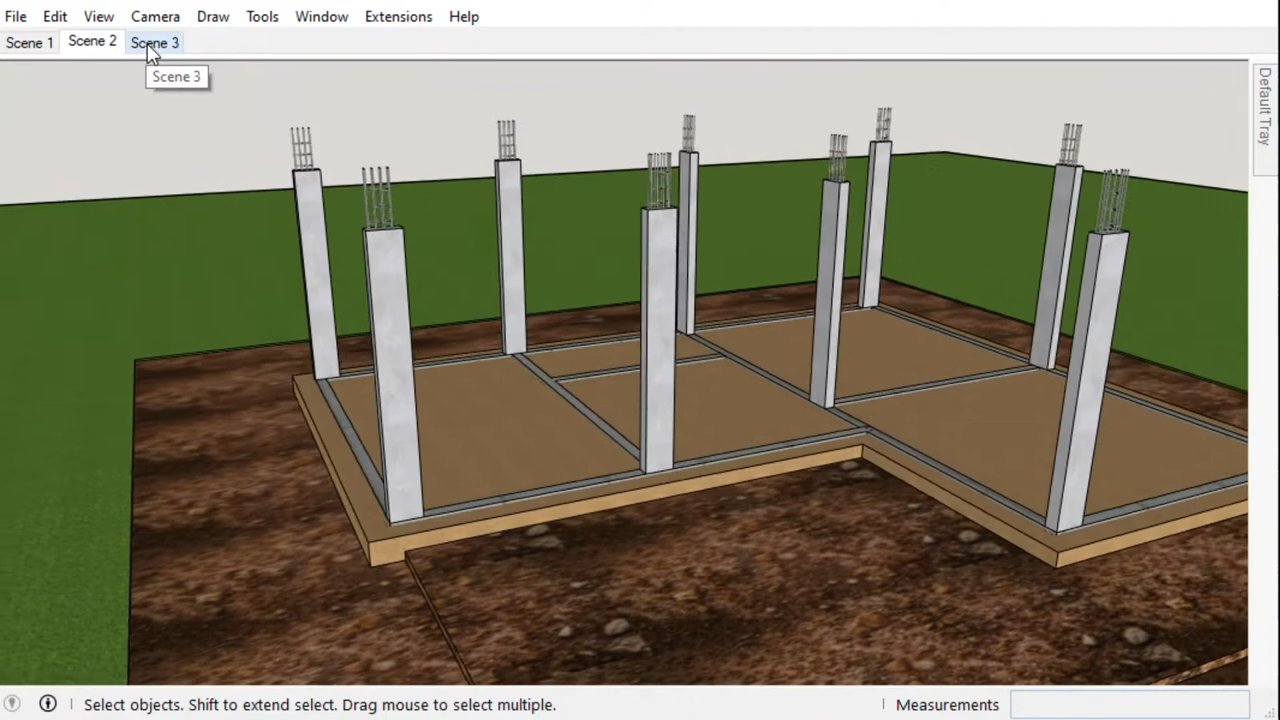 File Edit View Camera Draw Tools Window Extensions Help
Scene 1 Scene 2 Scene 3
Scene 3
Default Tray
Select objects. Shift to extend select. Drag mouse to select multiple. Measurements